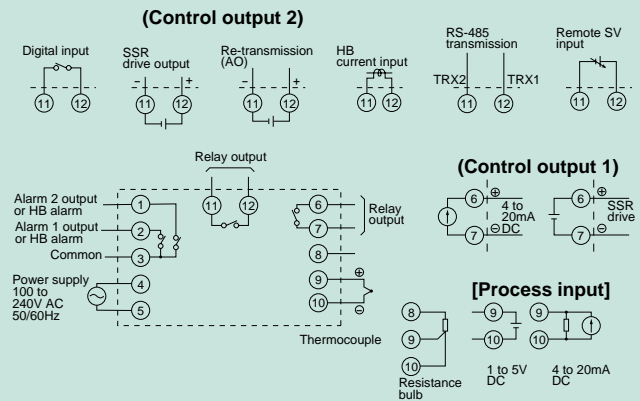 (Control output 2)
Digital input
11 12
SSR
drive output
- +
11 12
Re-transmission
(AO)
- +
11 12
HB
current input
11 12
RS-485
transmission
TRX2 TRX1
11 12
Remote SV
input
11 12
Relay output
11 12
Alarm 2 output
or HB alarm
1
Alarm 1 output
or HB alarm
2
Common
3
Power supply
100 to
240V AC
50/60Hz
4
5
6
7
Relay
output
8
9
10
⊕
⊖
Thermocouple
(Control output 1)
6 ⊕
4 to
20mA
DC
7 ⊖
6 ⊕
SSR
drive
7 ⊖
[Process input]
8
9
10
Resistance
bulb
9
10
1 to 5V
DC
9
10
4 to 20mA
DC